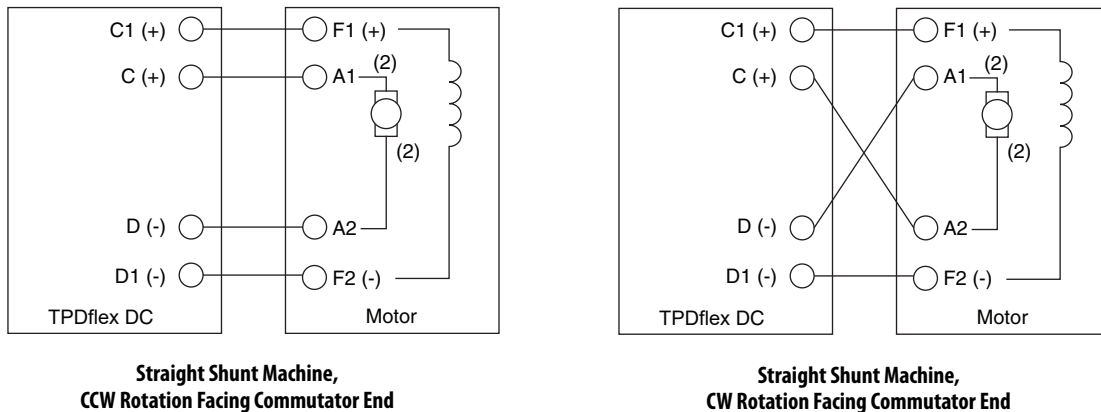 C1 (+)
F1 (+)
C (+)
A1
(2)
(2)
D (-)
A2
D1 (-)
F2 (-)
TPDflex DC
Motor
Straight Shunt Machine,
CCW Rotation Facing Commutator End
C1 (+)
F1 (+)
C (+)
A1
(2)
(2)
D (-)
A2
D1 (-)
F2 (-)
TPDflex DC
Motor
Straight Shunt Machine,
CW Rotation Facing Commutator End